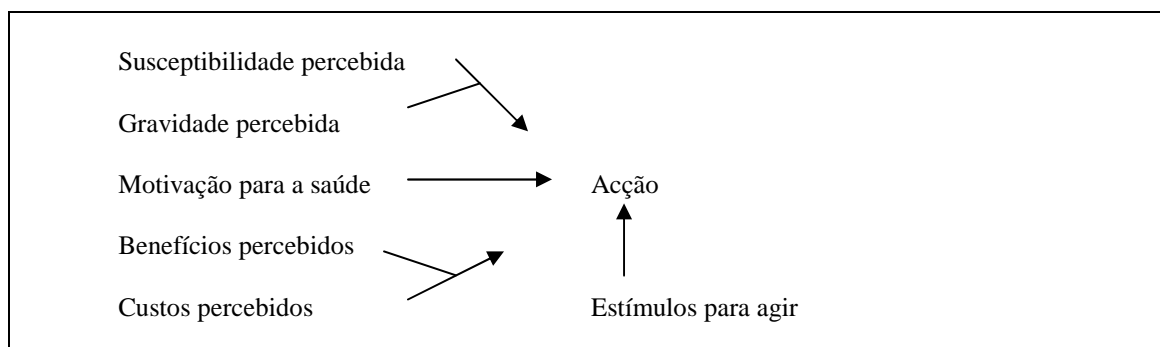 Susceptibilidade percebida
Gravidade percebida
Motivação para a saúde
Acção
Benefícios percebidos
Custos percebidos
Estímulos para agir